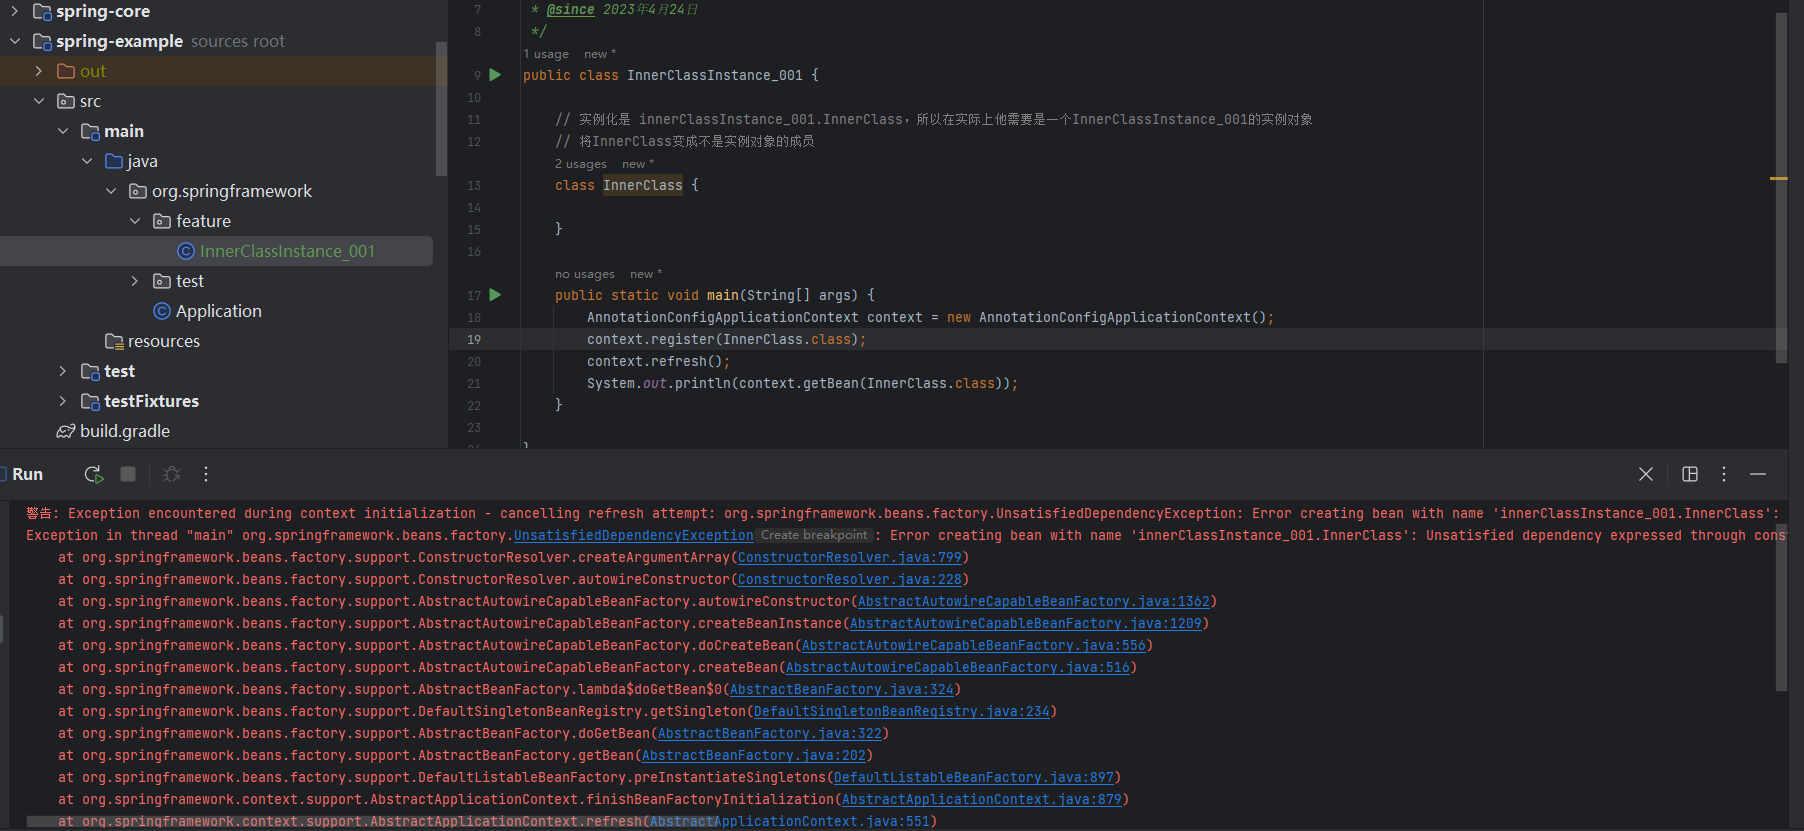 spring-core
spring-example sources root
out
src
main
java
org.springframework
feature
InnerClassInstance_001
test
Application
resources
test
testFixtures
build.gradle
7 * @since 2023年4月24日
8 */
1 usage new *
9 public class InnerClassInstance_001 {
10
11 // 实例化是 innerClassInstance_001.InnerClass，所以在实际上他需要是一个InnerClassInstance_001的实例对象
12 // 将InnerClass变成不是实例对象的成员
2 usages new *
13 class InnerClass {
14
15 }
16
no usages new *
17 public static void main(String[] args) {
18 AnnotationConfigApplicationContext context = new AnnotationConfigApplicationContext();
19 context.register(InnerClass.class);
20 context.refresh();
21 System.out.println(context.getBean(InnerClass.class));
22 }
23
Run
警告: Exception encountered during context initialization - cancelling refresh attempt: org.springframework.beans.factory.UnsatisfiedDependencyException: Error creating bean with name 'innerClassInstance_001.InnerClass':
Exception in thread "main" org.springframework.beans.factory.UnsatisfiedDependencyException Create breakpoint : Error creating bean with name 'innerClassInstance_001.InnerClass': Unsatisfied dependency expressed through cons
at org.springframework.beans.factory.support.ConstructorResolver.createArgumentArray(ConstructorResolver.java:799)
at org.springframework.beans.factory.support.ConstructorResolver.autowireConstructor(ConstructorResolver.java:228)
at org.springframework.beans.factory.support.AbstractAutowireCapableBeanFactory.autowireConstructor(AbstractAutowireCapableBeanFactory.java:1362)
at org.springframework.beans.factory.support.AbstractAutowireCapableBeanFactory.createBeanInstance(AbstractAutowireCapableBeanFactory.java:1209)
at org.springframework.beans.factory.support.AbstractAutowireCapableBeanFactory.doCreateBean(AbstractAutowireCapableBeanFactory.java:556)
at org.springframework.beans.factory.support.AbstractAutowireCapableBeanFactory.createBean(AbstractAutowireCapableBeanFactory.java:516)
at org.springframework.beans.factory.support.AbstractBeanFactory.lambda$doGetBean$0(AbstractBeanFactory.java:324)
at org.springframework.beans.factory.support.DefaultSingletonBeanRegistry.getSingleton(DefaultSingletonBeanRegistry.java:234)
at org.springframework.beans.factory.support.AbstractBeanFactory.doGetBean(AbstractBeanFactory.java:322)
at org.springframework.beans.factory.support.AbstractBeanFactory.getBean(AbstractBeanFactory.java:202)
at org.springframework.beans.factory.support.DefaultListableBeanFactory.preInstantiateSingletons(DefaultListableBeanFactory.java:897)
at org.springframework.context.support.AbstractApplicationContext.finishBeanFactoryInitialization(AbstractApplicationContext.java:879)
at org.springframework.context.support.AbstractApplicationContext.refresh(AbstractApplicationContext.java:551)